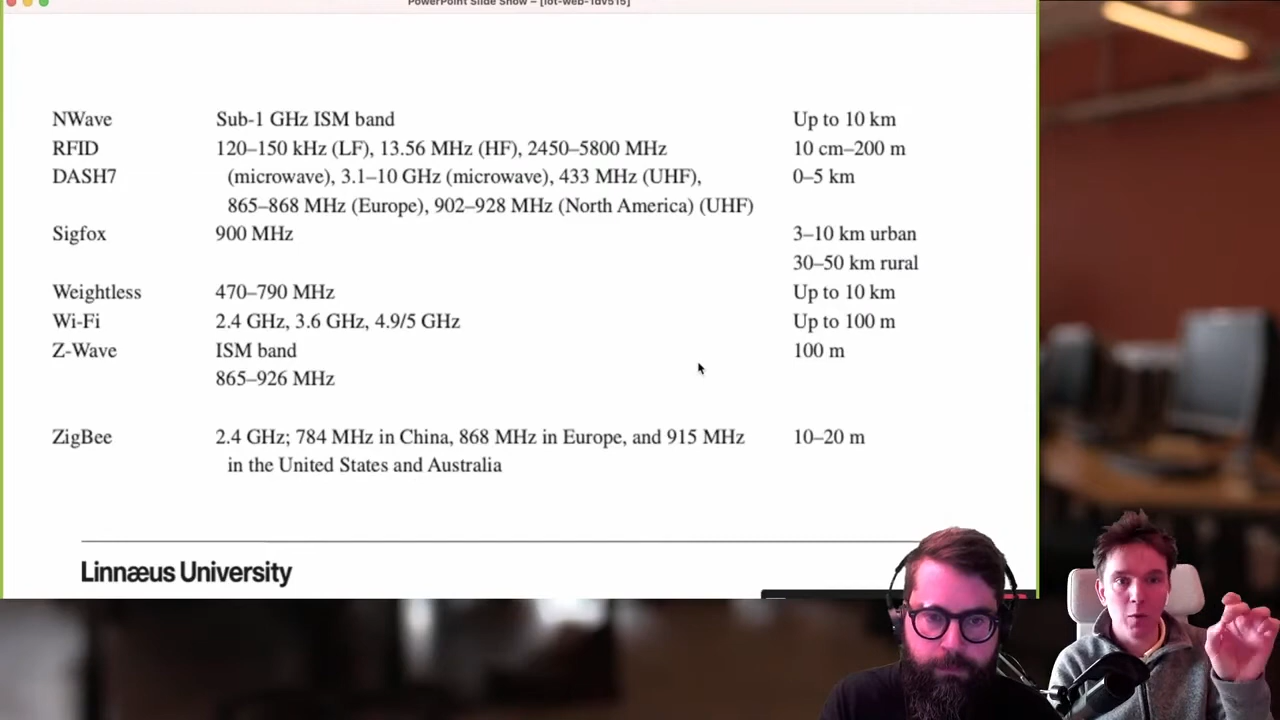 PowerPoint Slide Show – [iot-web-1dv515]
NWave Sub-1 GHz ISM band Up to 10 km
RFID 120–150 kHz (LF), 13.56 MHz (HF), 2450–5800 MHz 10 cm–200 m
DASH7 (microwave), 3.1–10 GHz (microwave), 433 MHz (UHF), 0–5 km
865–868 MHz (Europe), 902–928 MHz (North America) (UHF)
Sigfox 900 MHz 3–10 km urban
30–50 km rural
Weightless 470–790 MHz Up to 10 km
Wi-Fi 2.4 GHz, 3.6 GHz, 4.9/5 GHz Up to 100 m
Z-Wave ISM band 100 m
865–926 MHz
ZigBee 2.4 GHz; 784 MHz in China, 868 MHz in Europe, and 915 MHz 10–20 m
in the United States and Australia
Linnæus University